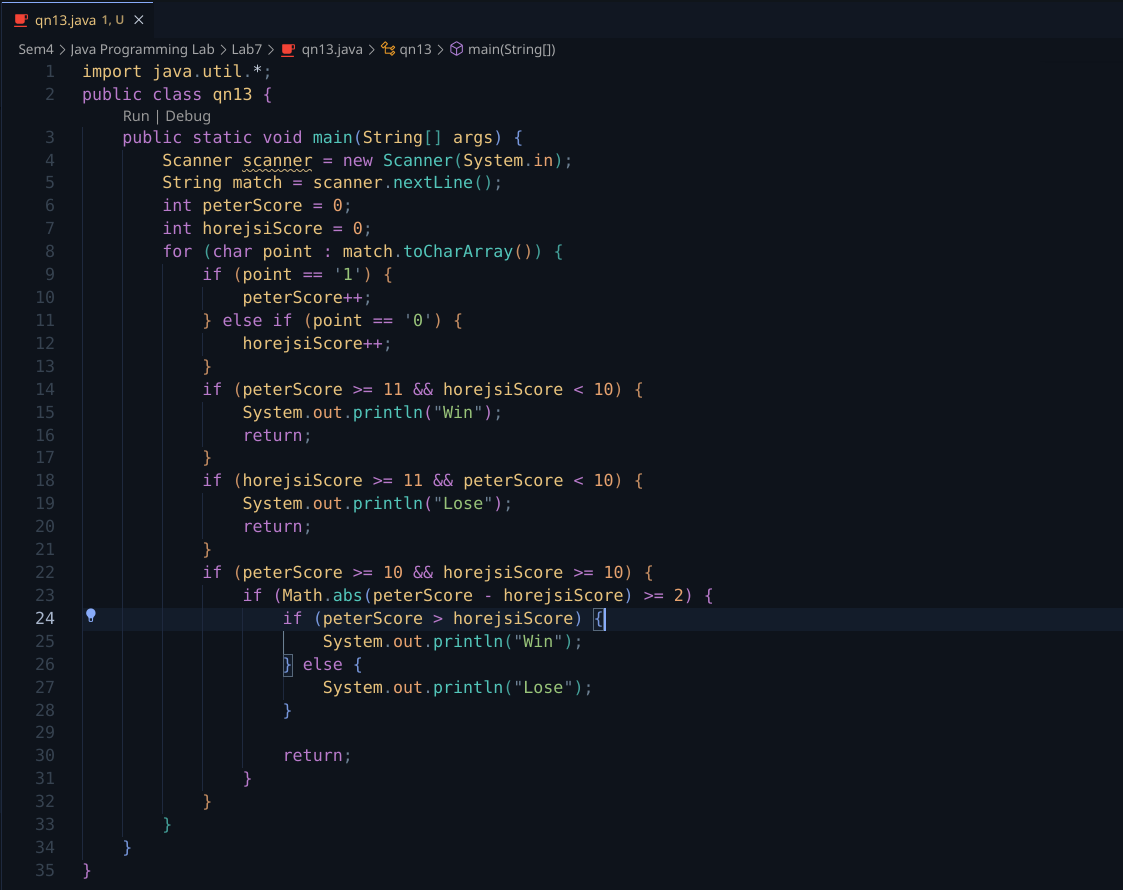 qn13.java 1, U ×
Sem4 > Java Programming Lab > Lab7 > qn13.java > qn13 > main(String[])
1 import java.util.*;
2 public class qn13 {
Run | Debug
3     public static void main(String[] args) {
4         Scanner scanner = new Scanner(System.in);
5         String match = scanner.nextLine();
6         int peterScore = 0;
7         int horejsiScore = 0;
8         for (char point : match.toCharArray()) {
9             if (point == '1') {
10                 peterScore++;
11             } else if (point == '0') {
12                 horejsiScore++;
13             }
14             if (peterScore >= 11 && horejsiScore < 10) {
15                 System.out.println("Win");
16                 return;
17             }
18             if (horejsiScore >= 11 && peterScore < 10) {
19                 System.out.println("Lose");
20                 return;
21             }
22             if (peterScore >= 10 && horejsiScore >= 10) {
23                 if (Math.abs(peterScore - horejsiScore) >= 2) {
24                     if (peterScore > horejsiScore) {
25                         System.out.println("Win");
26                     } else {
27                         System.out.println("Lose");
28                     }
29
30                     return;
31                 }
32             }
33         }
34     }
35 }